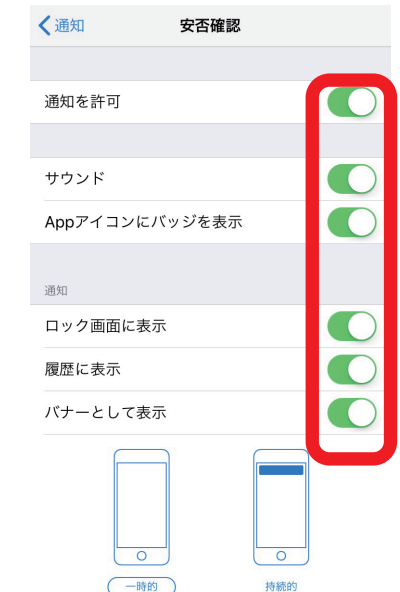 通知 安否確認
通知を許可
サウンド
Appアイコンにバッジを表示
通知
ロック画面に表示
履歴に表示
バナーとして表示
一時的 持続的